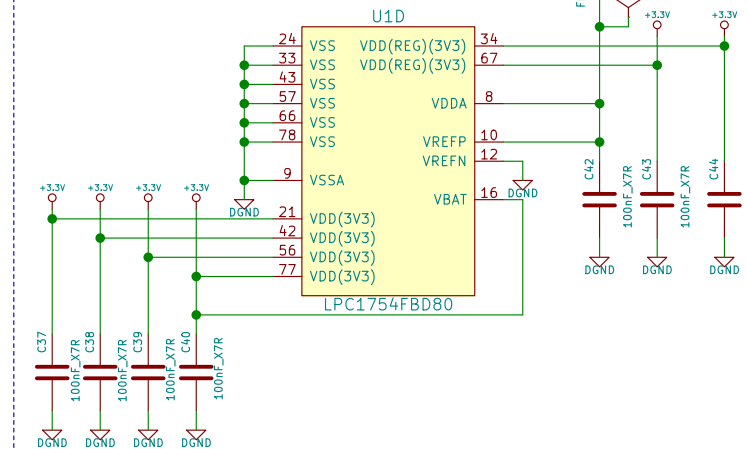 F
U1D
+3.3V
+3.3V
24 VSS VDD(REG)(3V3) 34
33 VSS VDD(REG)(3V3) 67
43 VSS
57 VSS VDDA 8
66 VSS
78 VSS VREFP 10
VREFN 12
9 VSSA
VBAT 16
DGND
DGND
+3.3V +3.3V +3.3V +3.3V
21 VDD(3V3)
42 VDD(3V3)
56 VDD(3V3)
77 VDD(3V3)
LPC1754FBD80
C42
100nF_X7R
C43
100nF_X7R
C44
DGND DGND DGND
C37
100nF_X7R
C38
100nF_X7R
C39
100nF_X7R
C40
100nF_X7R
DGND DGND DGND DGND